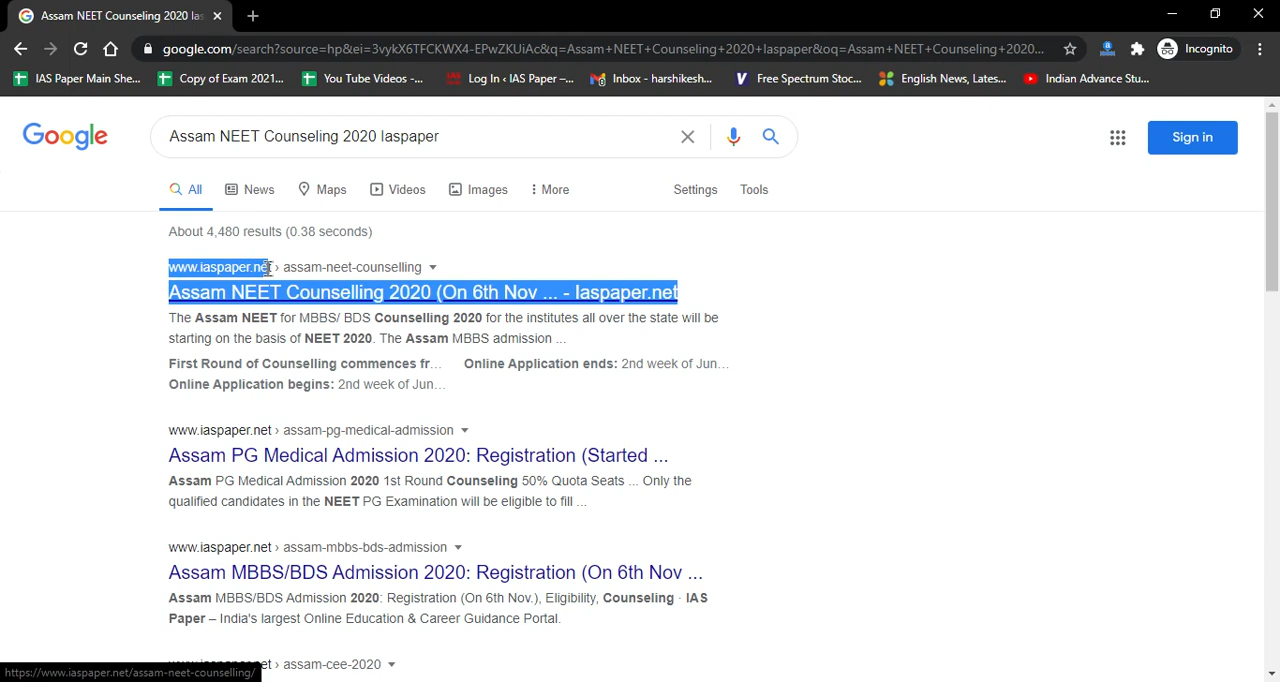 Assam NEET Counseling 2020 Ias
google.com/search?source=hp&ei=3vykX6TFCKWX4-EPwZKUiAc&q=Assam+NEET+Counseling+2020+Iaspaper&oq=Assam+NEET+Counseling+2020...
Incognito
IAS Paper Main She...
Copy of Exam 2021...
You Tube Videos -...
Log In ‹ IAS Paper –...
Inbox - harshikesh...
Free Spectrum Stoc...
English News, Lates...
Indian Advance Stu...
Google
Assam NEET Counseling 2020 Iaspaper
Sign in
All
News
Maps
Videos
Images
More
Settings
Tools
About 4,480 results (0.38 seconds)
www.iaspaper.net › assam-neet-counselling
Assam NEET Counselling 2020 (On 6th Nov ... - Iaspaper.net
The Assam NEET for MBBS/ BDS Counselling 2020 for the institutes all over the state will be
starting on the basis of NEET 2020. The Assam MBBS admission ...
First Round of Counselling commences fr... Online Application ends: 2nd week of Jun...
Online Application begins: 2nd week of Jun...
www.iaspaper.net › assam-pg-medical-admission
Assam PG Medical Admission 2020: Registration (Started ...
Assam PG Medical Admission 2020 1st Round Counseling 50% Quota Seats ... Only the
qualified candidates in the NEET PG Examination will be eligible to fill ...
www.iaspaper.net › assam-mbbs-bds-admission
Assam MBBS/BDS Admission 2020: Registration (On 6th Nov ...
Assam MBBS/BDS Admission 2020: Registration (On 6th Nov.), Eligibility, Counseling · IAS
Paper – India's largest Online Education & Career Guidance Portal.
www.iaspaper.net › assam-cee-2020
https://www.iaspaper.net/assam-neet-counselling/